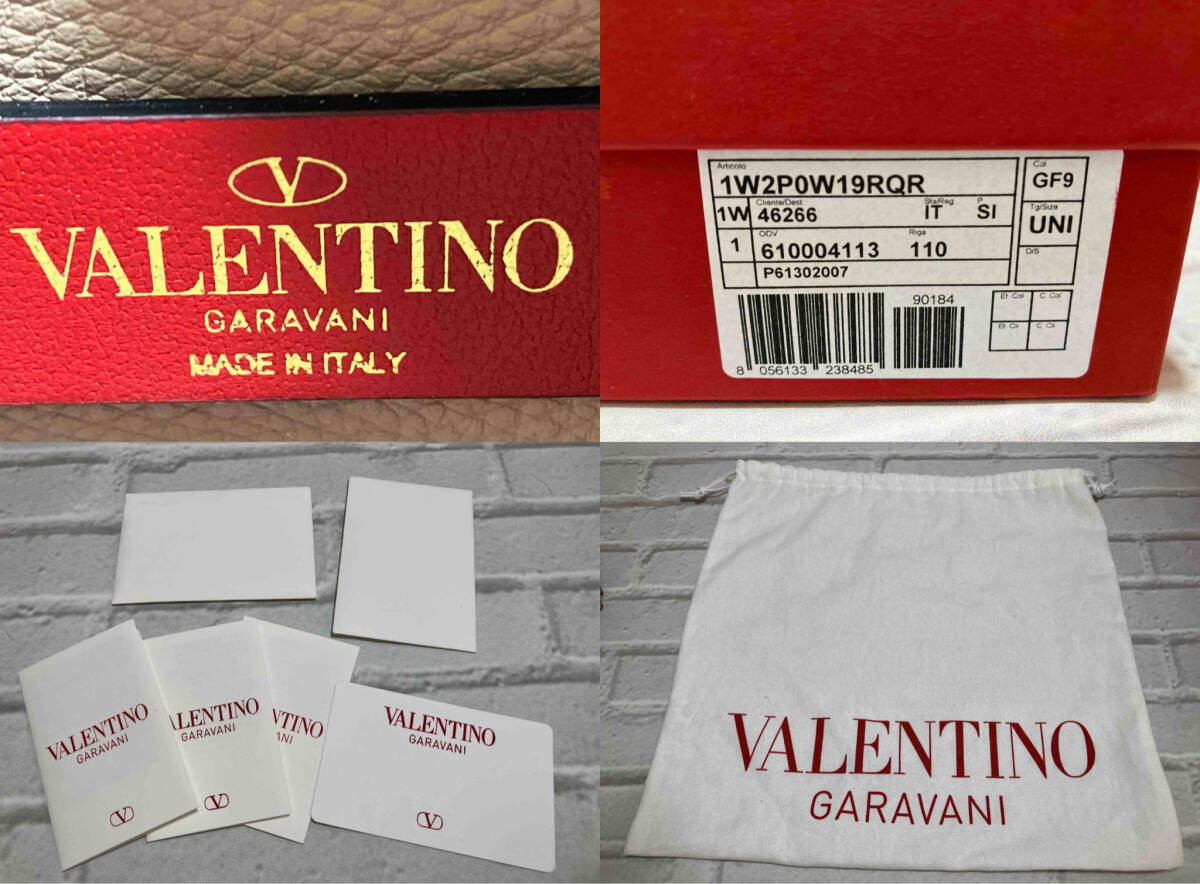 V
VALENTINO
GARAVANI
MADE IN ITALY
Articolo
1W2P0W19RQR
Col
GF9
1W
Cliente/Dest
46266
Sta/Reg
IT
P
SI
Tg/Size
UNI
1
ODV
610004113
Riga
110
D/S
P61302007
90184
8 056133 238485
Et. Col
C. Col
Et. Cli
C. Cli
VALENTINO
GARAVANI
V
ALENTINO
GARAVANI
V
NTINO
ANI
VALENTINO
GARAVANI
V
VALENTINO
GARAVANI